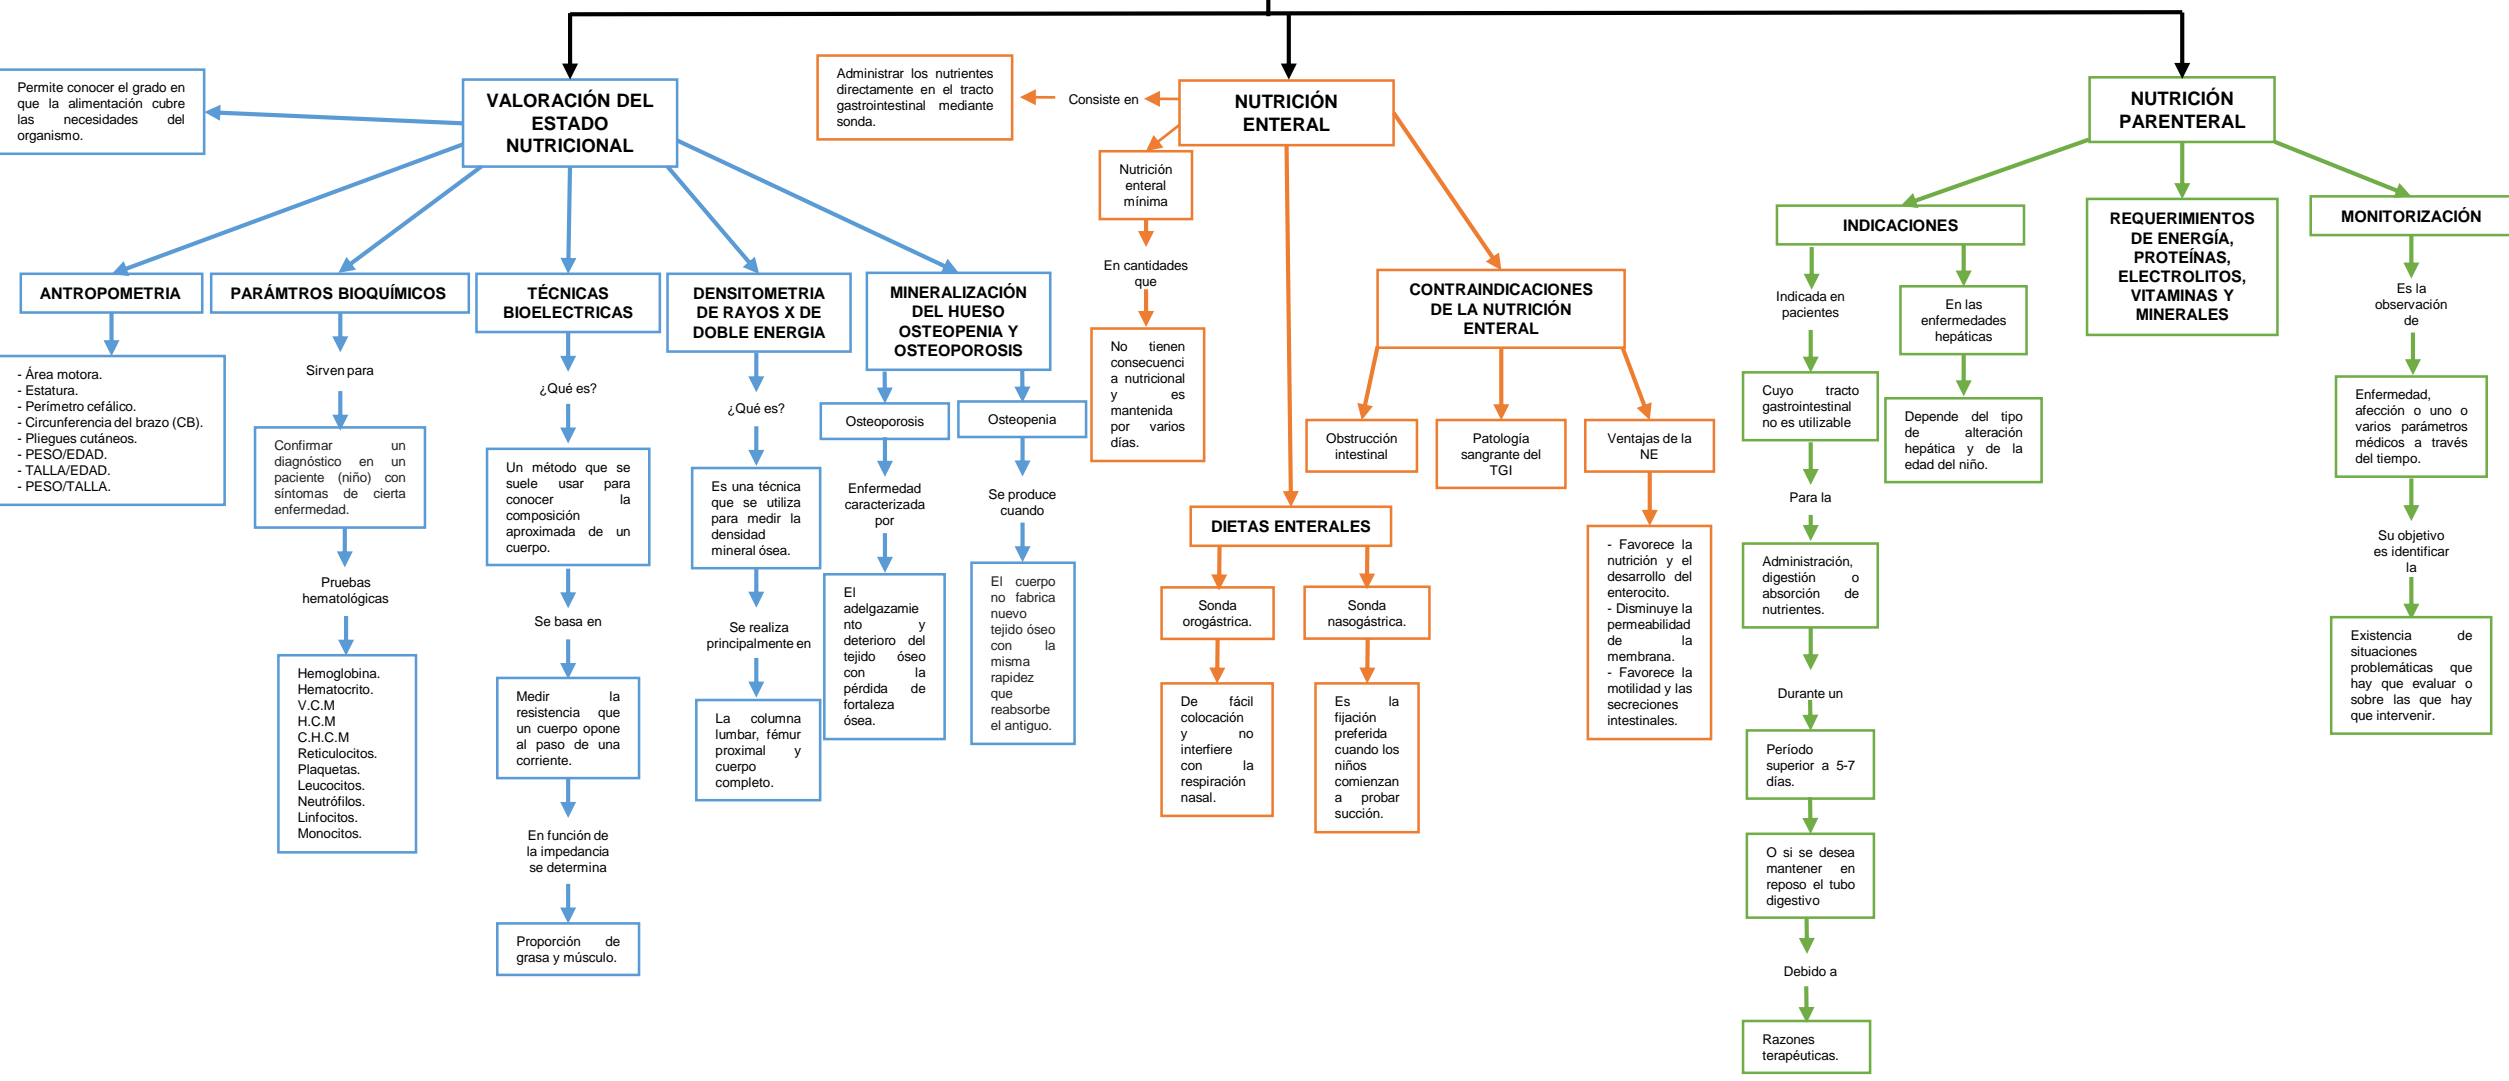 Permite conocer el grado en
que la alimentación cubre
las necesidades del
organismo.
VALORACIÓN DEL
ESTADO
NUTRICIONAL
ANTROPOMETRIA
- Área motora.
- Estatura.
- Perímetro cefálico.
- Circunferencia del brazo (CB).
- Pliegues cutáneos.
- PESO/EDAD.
- TALLA/EDAD.
- PESO/TALLA.
PARÁMTROS BIOQUÍMICOS
Sirven para
Confirmar un
diagnóstico en un
paciente (niño) con
síntomas de cierta
enfermedad.
Pruebas
hematológicas
Hemoglobina.
Hematocrito.
V.C.M
H.C.M
C.H.C.M
Reticulocitos.
Plaquetas.
Leucocitos.
Neutrófilos.
Linfocitos.
Monocitos.
TÉCNICAS
BIOELECTRICAS
¿Qué es?
Un método que se
suele usar para
conocer la
composición
aproximada de un
cuerpo.
Se basa en
Medir la
resistencia que
un cuerpo opone
al paso de una
corriente.
En función de
la impedancia
se determina
Proporción de
grasa y músculo.
DENSITOMETRIA
DE RAYOS X DE
DOBLE ENERGIA
¿Qué es?
Es una técnica
que se utiliza
para medir la
densidad
mineral ósea.
Se realiza
principalmente en
La columna
lumbar, fémur
proximal y
cuerpo
completo.
MINERALIZACIÓN
DEL HUESO
OSTEOPENIA Y
OSTEOPOROSIS
Osteoporosis
Enfermedad
caracterizada
por
El
adelgazamie
nto y
deterioro del
tejido óseo
con la
pérdida de
fortaleza
ósea.
Osteopenia
Se produce
cuando
El cuerpo
no fabrica
nuevo
tejido óseo
con la
misma
rapidez
que
reabsorbe
el antiguo.
Administrar los nutrientes
directamente en el tracto
gastrointestinal mediante
sonda.
Consiste en
NUTRICIÓN
ENTERAL
Nutrición
enteral
mínima
En cantidades
que
No tienen
consecuenci
a nutricional
y es
mantenida
por varios
días.
DIETAS ENTERALES
Sonda
orogástrica.
De fácil
colocación
y no
interfiere
con la
respiración
nasal.
Sonda
nasogástrica.
Es la
fijación
preferida
cuando los
niños
comienzan
a probar
succión.
CONTRAINDICACIONES
DE LA NUTRICIÓN
ENTERAL
Obstrucción
intestinal
Patología
sangrante del
TGI
Ventajas de la
NE
- Favorece la
nutrición y el
desarrollo del
enterocito.
- Disminuye la
permeabilidad
de la
membrana.
- Favorece la
motilidad y las
secreciones
intestinales.
NUTRICIÓN
PARENTERAL
INDICACIONES
Indicada en
pacientes
Cuyo tracto
gastrointestinal
no es utilizable
Para la
Administración,
digestión o
absorción de
nutrientes.
Durante un
Período
superior a 5-7
días.
O si se desea
mantener en
reposo el tubo
digestivo
Debido a
Razones
terapéuticas.
En las
enfermedades
hepáticas
Depende del tipo
de alteración
hepática y de la
edad del niño.
REQUERIMIENTOS
DE ENERGÍA,
PROTEÍNAS,
ELECTROLITOS,
VITAMINAS Y
MINERALES
MONITORIZACIÓN
Es la
observación
de
Enfermedad,
afección o uno o
varios parámetros
médicos a través
del tiempo.
Su objetivo
es identificar
la
Existencia de
situaciones
problemáticas que
hay que evaluar o
sobre las que hay
que intervenir.